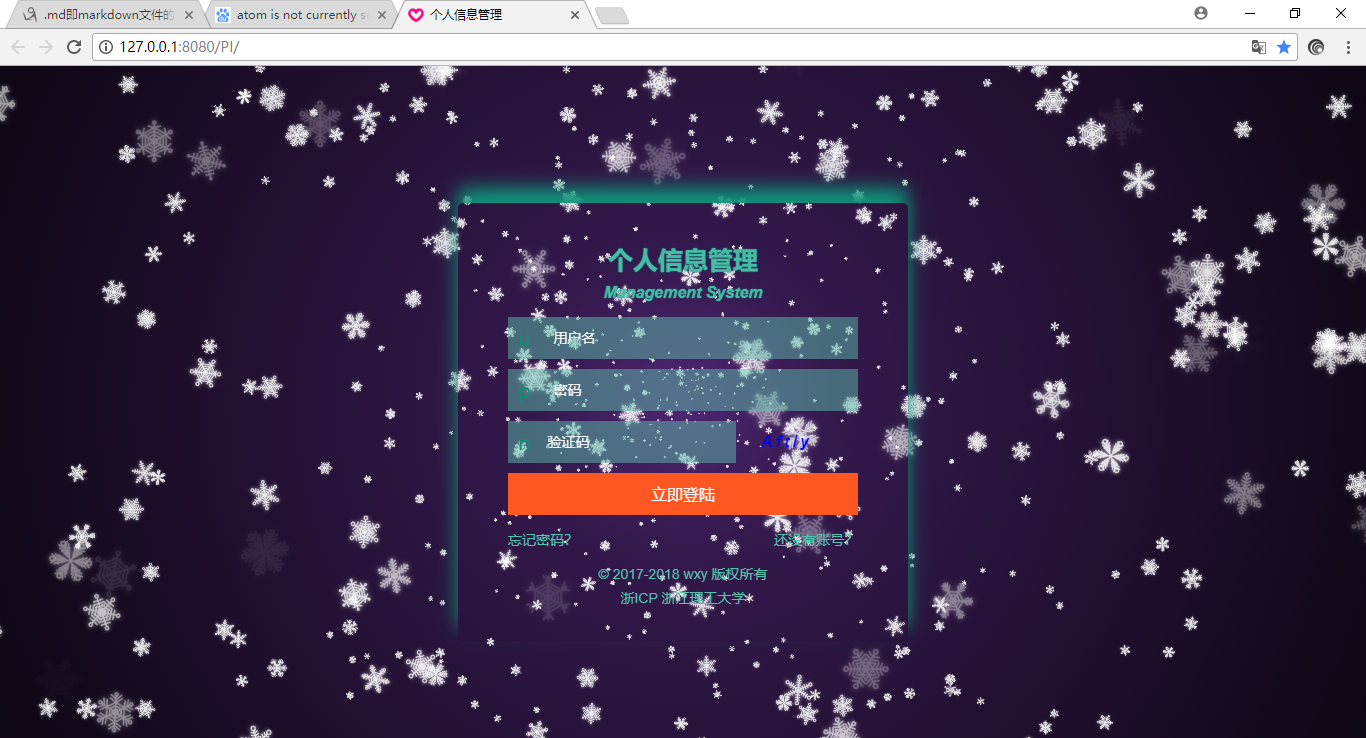 .md即markdown文件的
atom is not currently se
个人信息管理
127.0.0.1:8080/PI/
个人信息管理
Management System
用户名
密码
验证码
Aftly
立即登陆
忘记密码?
还没有账号?
© 2017-2018 wxy 版权所有
浙ICP 浙江理工大学